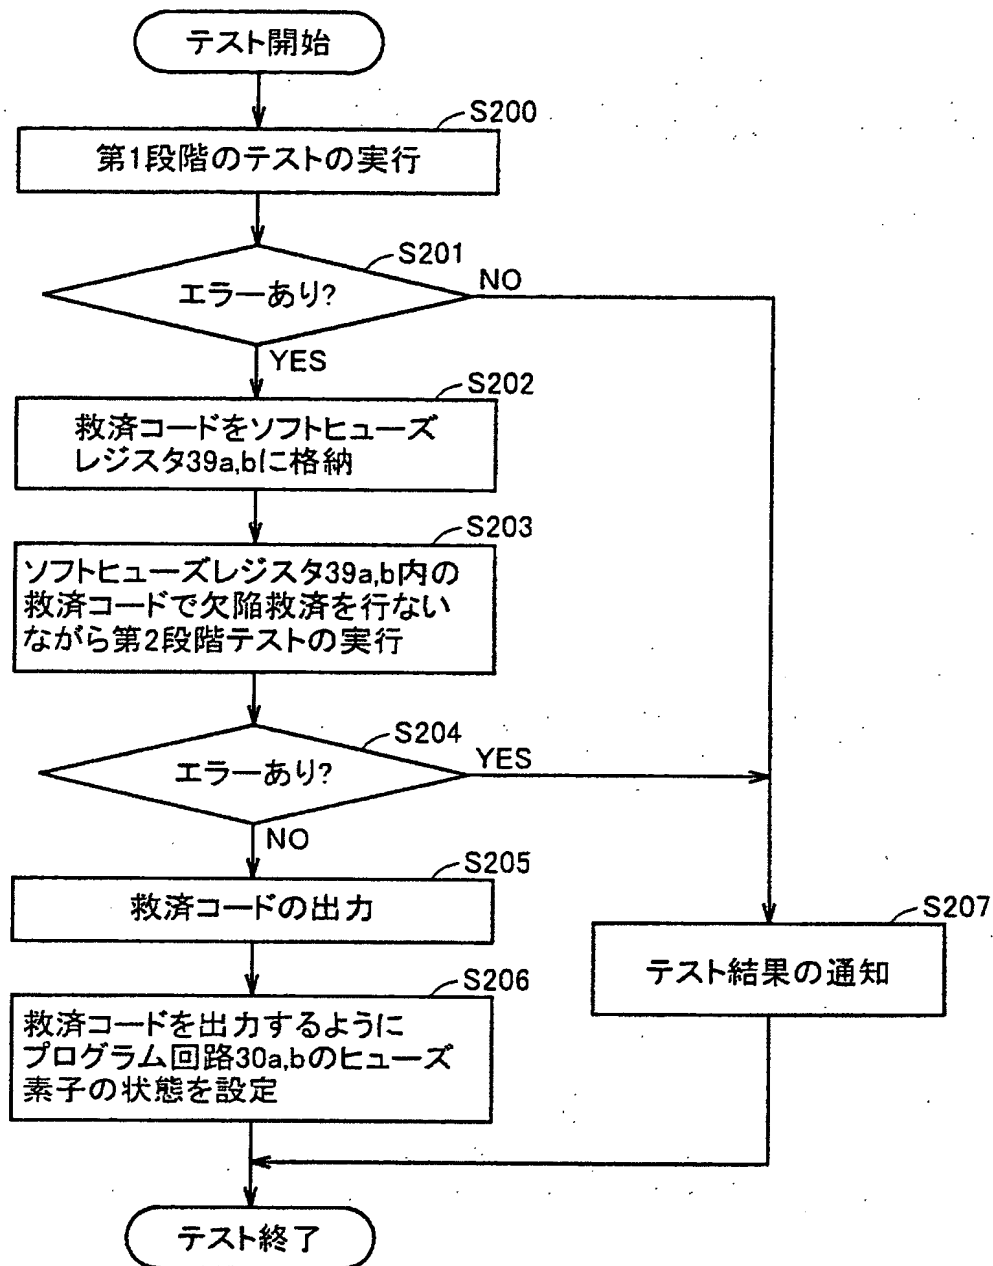 テスト開始
S200
第1段階のテストの実行
S201
エラーあり?
NO
YES
S202
救済コードをソフトヒューズ
レジスタ39a,bに格納
S203
ソフトヒューズレジスタ39a,b内の
救済コードで欠陥救済を行ない
ながら第2段階テストの実行
S204
エラーあり?
YES
NO
S205
救済コードの出力
S207
テスト結果の通知
S206
救済コードを出力するように
プログラム回路30a,bのヒューズ
素子の状態を設定
テスト終了